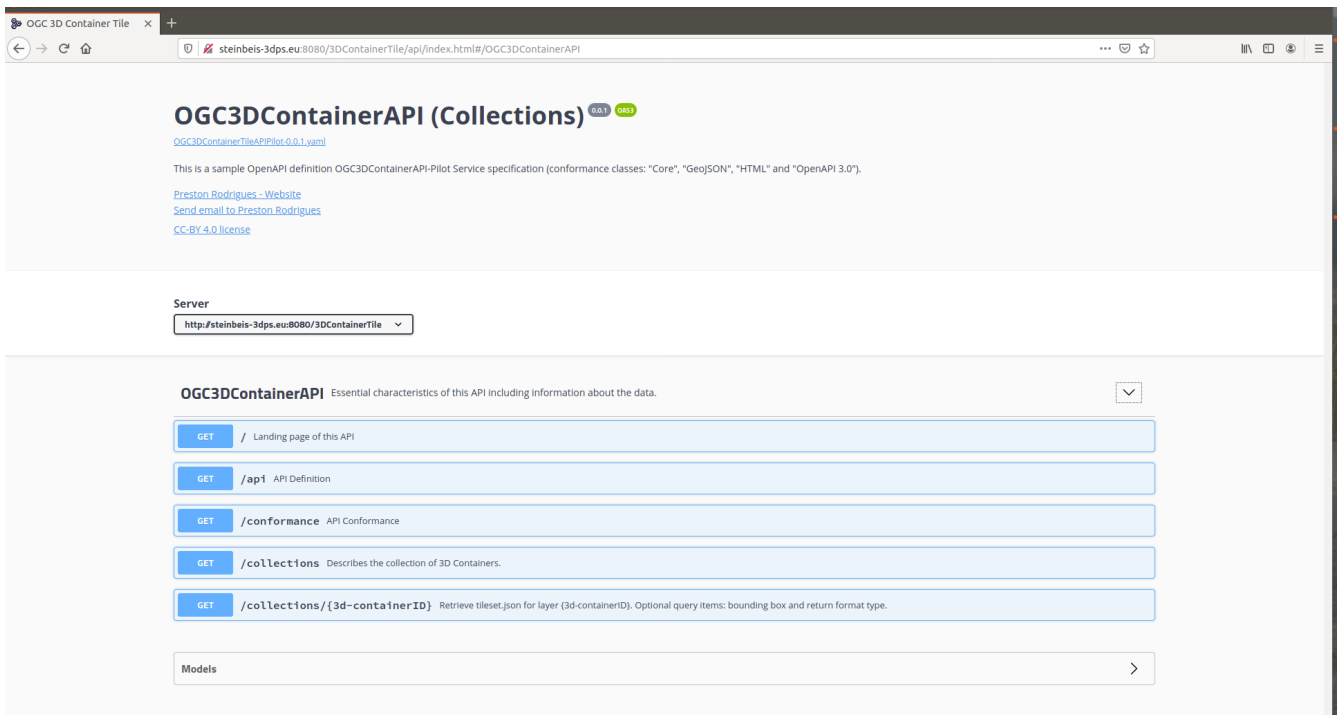 OGC 3D Container Tile
steinbeis-3dps.eu:8080/3DContainerTile/api/index.html#/OGC3DContainerAPI
OGC3DContainerAPI (Collections) 0.0.1 OAS3
OGC3DContainerTileAPIPilot-0.0.1.yaml
This is a sample OpenAPI definition OGC3DContainerAPI-Pilot Service specification (conformance classes: "Core", "GeoJSON", "HTML" and "OpenAPI 3.0").
Preston Rodrigues - Website
Send email to Preston Rodrigues
CC-BY 4.0 license
Server
http://steinbeis-3dps.eu:8080/3DContainerTile
OGC3DContainerAPI Essential characteristics of this API including information about the data.
GET / Landing page of this API
GET /api API Definition
GET /conformance API Conformance
GET /collections Describes the collection of 3D Containers.
GET /collections/{3d-containerID} Retrieve tileset.json for layer {3d-containerID}. Optional query items: bounding box and return format type.
Models